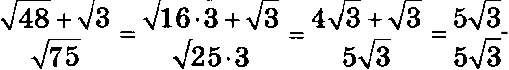 (√48 + √3)/√75 = (√16·3 + √3)/√25·3 = (4√3 + √3)/5√3 = 5√3/5√3